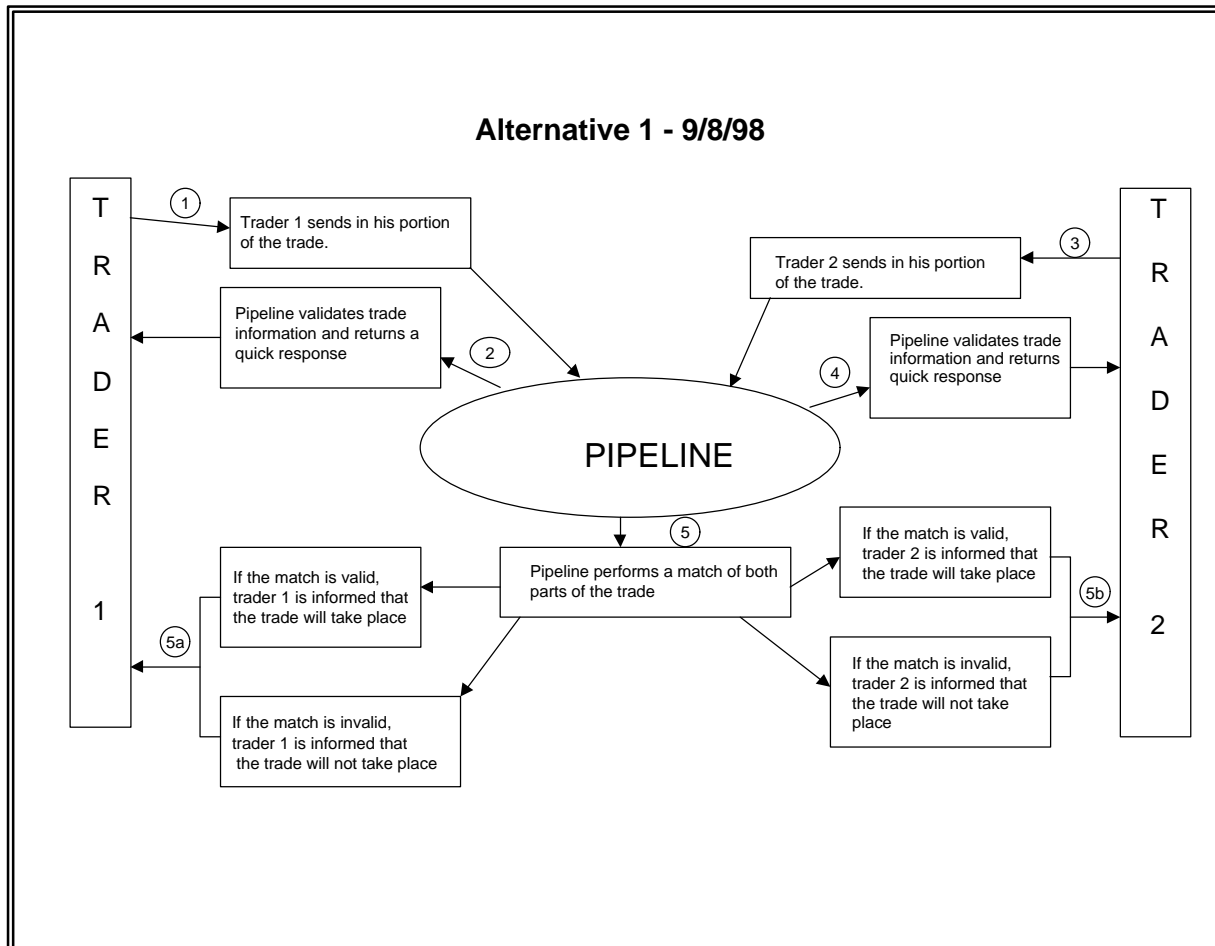 Alternative 1 - 9/8/98
T
R
A
D
E
R
1
1
Trader 1 sends in his portion
of the trade.
Pipeline validates trade
information and returns a
quick response
2
Trader 2 sends in his portion
of the trade.
3
4
Pipeline validates trade
information and returns
quick response
T
R
A
D
E
R
2
PIPELINE
5
Pipeline performs a match of both
parts of the trade
If the match is valid,
trader 1 is informed that
the trade will take place
5a
If the match is invalid,
trader 1 is informed that
the trade will not take place
If the match is valid,
trader 2 is informed that
the trade will take place
5b
If the match is invalid,
trader 2 is informed that
the trade will not take
place